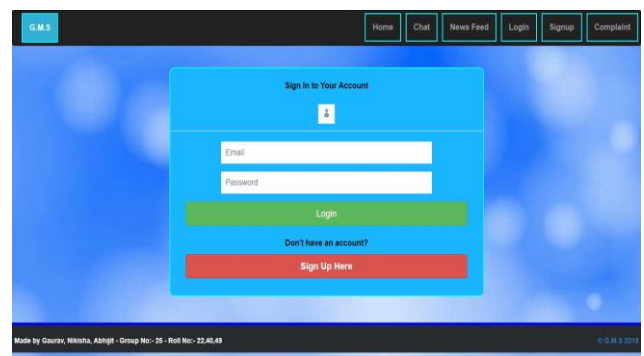 G.M.S
Home Chat News Feed Login Signup Complaint
Sign In to Your Account
Email
Password
Login
Don't have an account?
Sign Up Here
Made by Gaurav, Nikisha, Abhijit - Group No:- 25 - Roll No:- 22,40,49
© G.M.S 2016